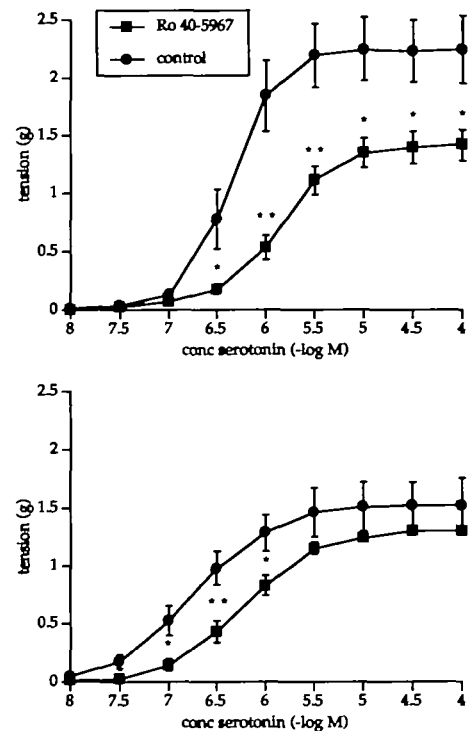 Ro 40-5967
control
tension (g)
2.5
2
1.5
1
0.5
0
* ** ** * * *
8 7.5 7 6.5 6 5.5 5 4.5 4
conc serotonin (-log M)
tension (g)
2.5
2
1.5
1
0.5
0
* * ** *
8 7.5 7 6.5 6 5.5 5 4.5 4
conc serotonin (-log M)